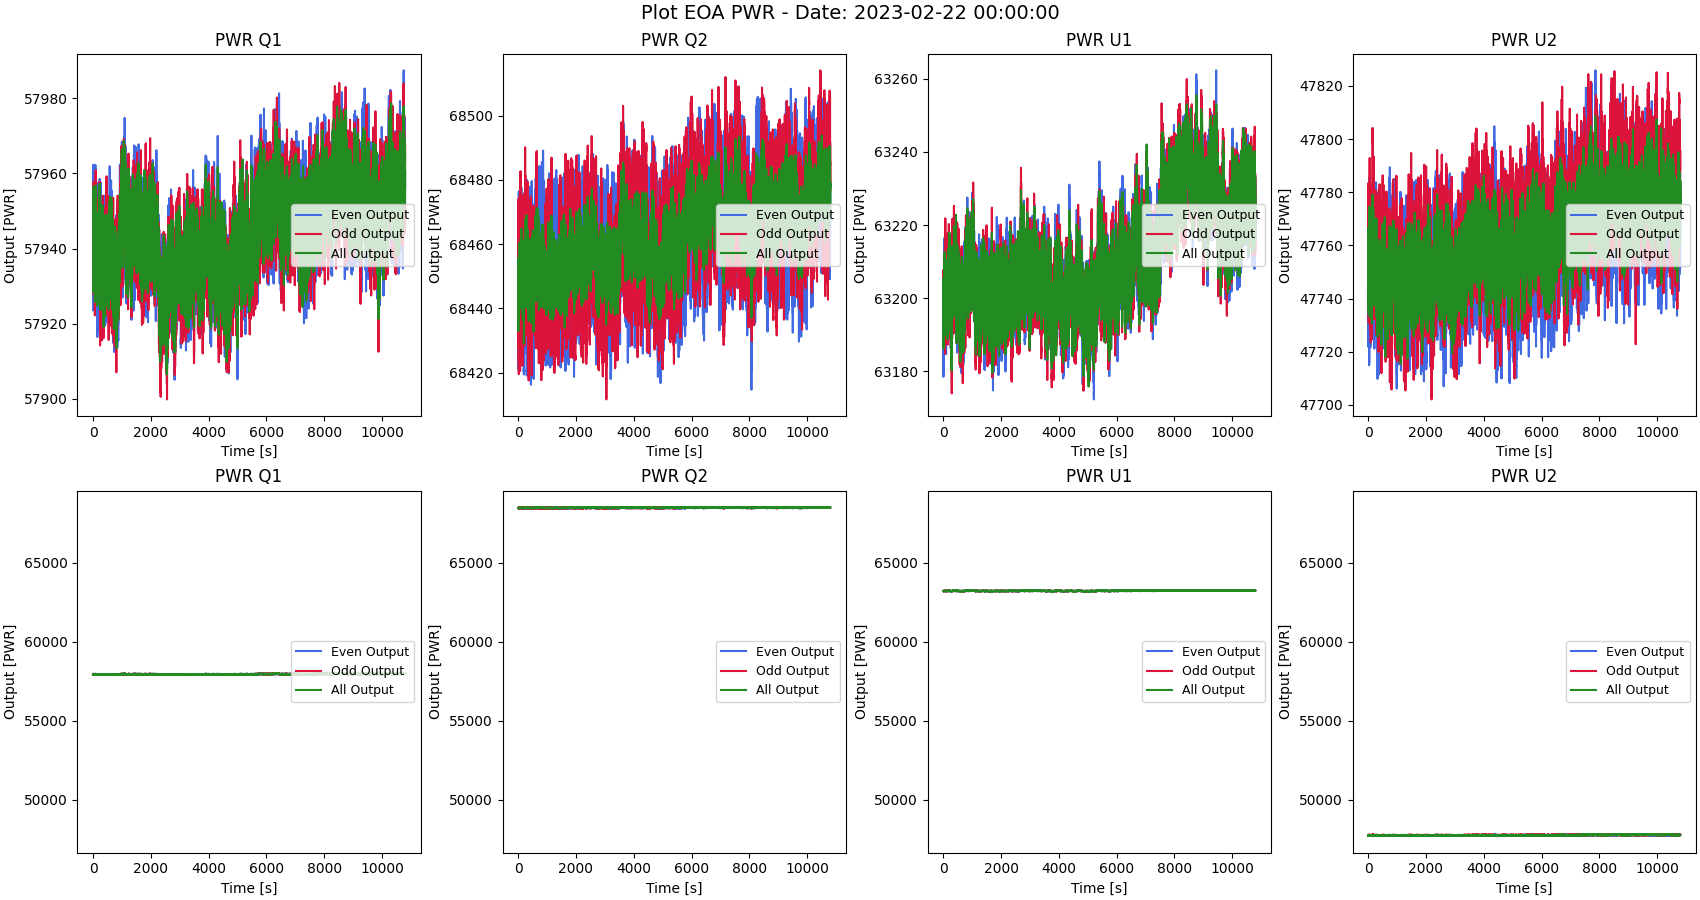 Plot EOA PWR - Date: 2023-02-22 00:00:00
PWR Q1
57980
57960
57940
57920
57900
Output [PWR]
0 2000 4000 6000 8000 10000
Time [s]
Even Output
Odd Output
All Output
PWR Q2
68500
68480
68460
68440
68420
Output [PWR]
0 2000 4000 6000 8000 10000
Time [s]
Even Output
Odd Output
All Output
PWR U1
63260
63240
63220
63200
63180
Output [PWR]
0 2000 4000 6000 8000 10000
Time [s]
Even Output
Odd Output
All Output
PWR U2
47820
47800
47780
47760
47740
47720
47700
Output [PWR]
0 2000 4000 6000 8000 10000
Time [s]
Even Output
Odd Output
All Output
PWR Q1
65000
60000
55000
50000
Output [PWR]
0 2000 4000 6000 8000 10000
Time [s]
Even Output
Odd Output
All Output
PWR Q2
65000
60000
55000
50000
Output [PWR]
0 2000 4000 6000 8000 10000
Time [s]
Even Output
Odd Output
All Output
PWR U1
65000
60000
55000
50000
Output [PWR]
0 2000 4000 6000 8000 10000
Time [s]
Even Output
Odd Output
All Output
PWR U2
65000
60000
55000
50000
Output [PWR]
0 2000 4000 6000 8000 10000
Time [s]
Even Output
Odd Output
All Output